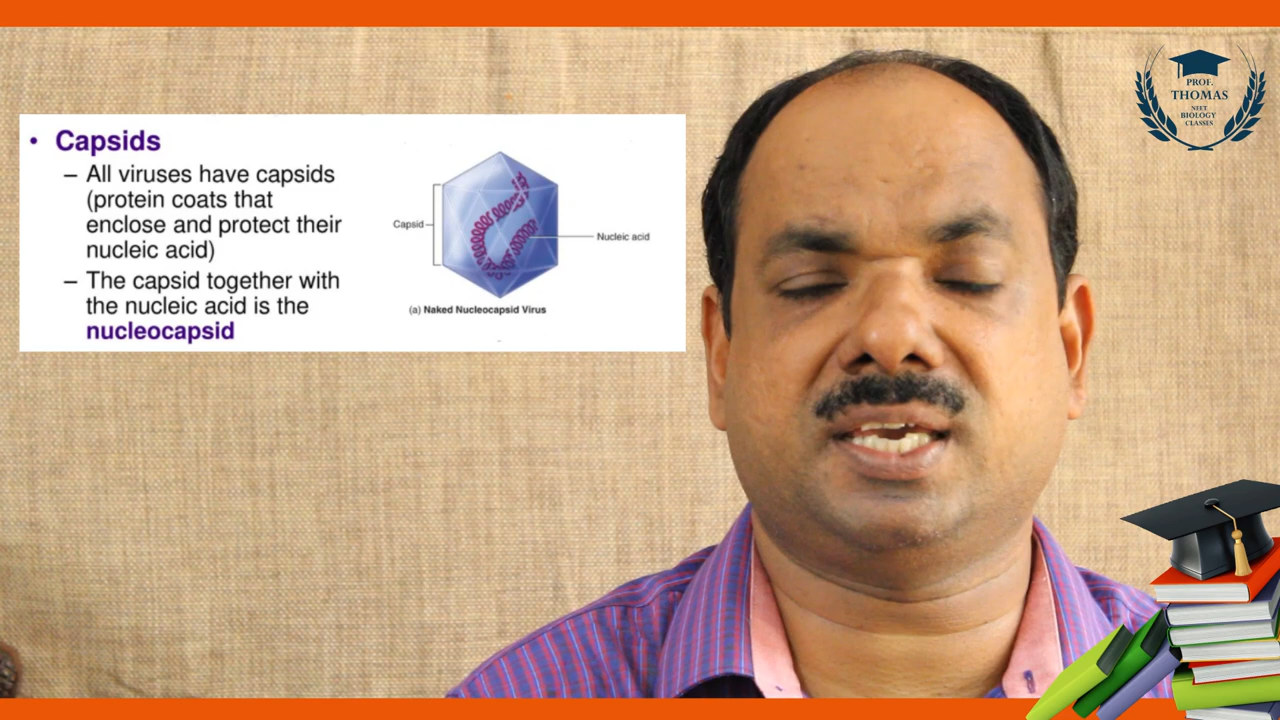 • Capsids
– All viruses have capsids
(protein coats that
enclose and protect their
nucleic acid)
– The capsid together with
the nucleic acid is the
nucleocapsid
Capsid
Nucleic acid
(a) Naked Nucleocapsid Virus
PROF.
THOMAS
NEET
BIOLOGY
CLASSES